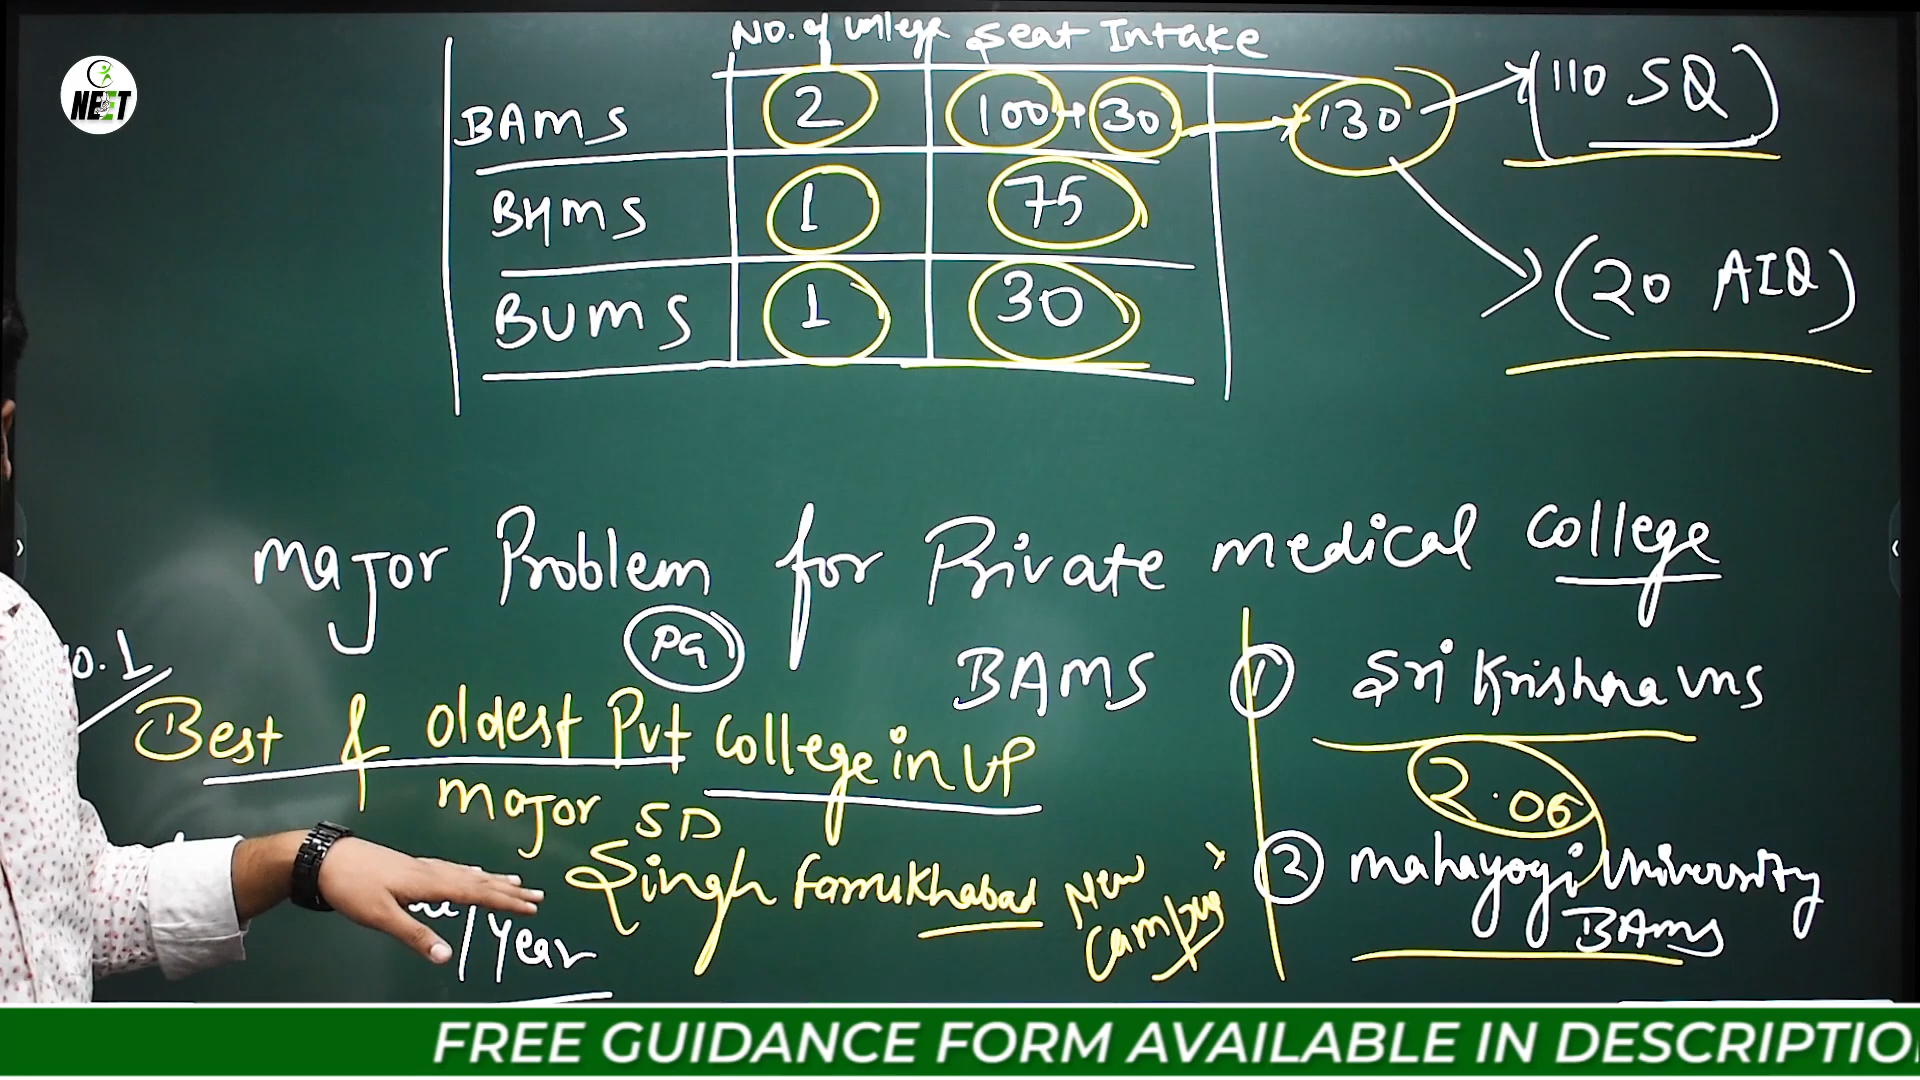 NEET
No. of College Seat Intake
BAMS 2 100 + 30 → 130 → (110 SQ)
BHMS 1 75
BUMS 1 30
(20 AIQ)
Major Problem for Private medical College
PG
BAMS
① Sri Krishna VNS
2.06
② Mahayogi University
BAMS
o. 1
Best & oldest Pvt College in UP
Major SD
Singh Farrukhabad New
Campus
/Year
FREE GUIDANCE FORM AVAILABLE IN DESCRIPTIO